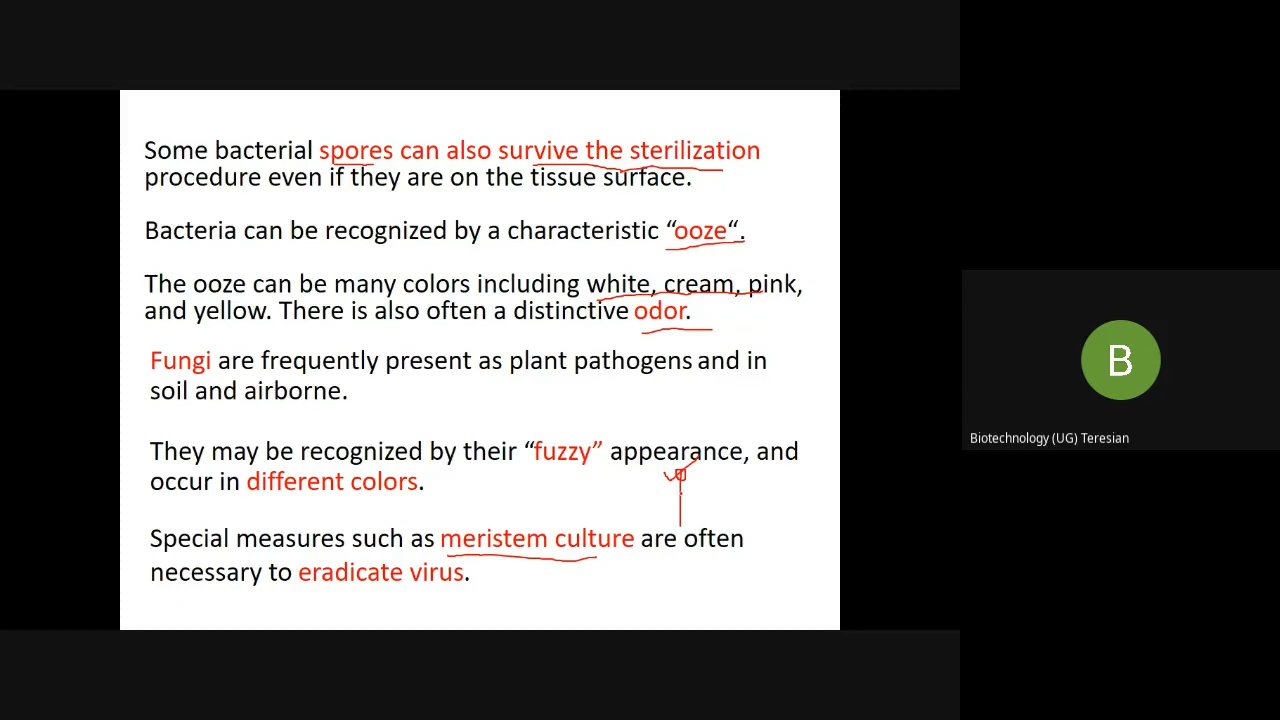 Some bacterial spores can also survive the sterilization
procedure even if they are on the tissue surface.
Bacteria can be recognized by a characteristic “ooze“.
The ooze can be many colors including white, cream, pink,
and yellow. There is also often a distinctive odor.
Fungi are frequently present as plant pathogens and in
soil and airborne.
They may be recognized by their “fuzzy” appearance, and
occur in different colors.
Special measures such as meristem culture are often
necessary to eradicate virus.
B
Biotechnology (UG) Teresian